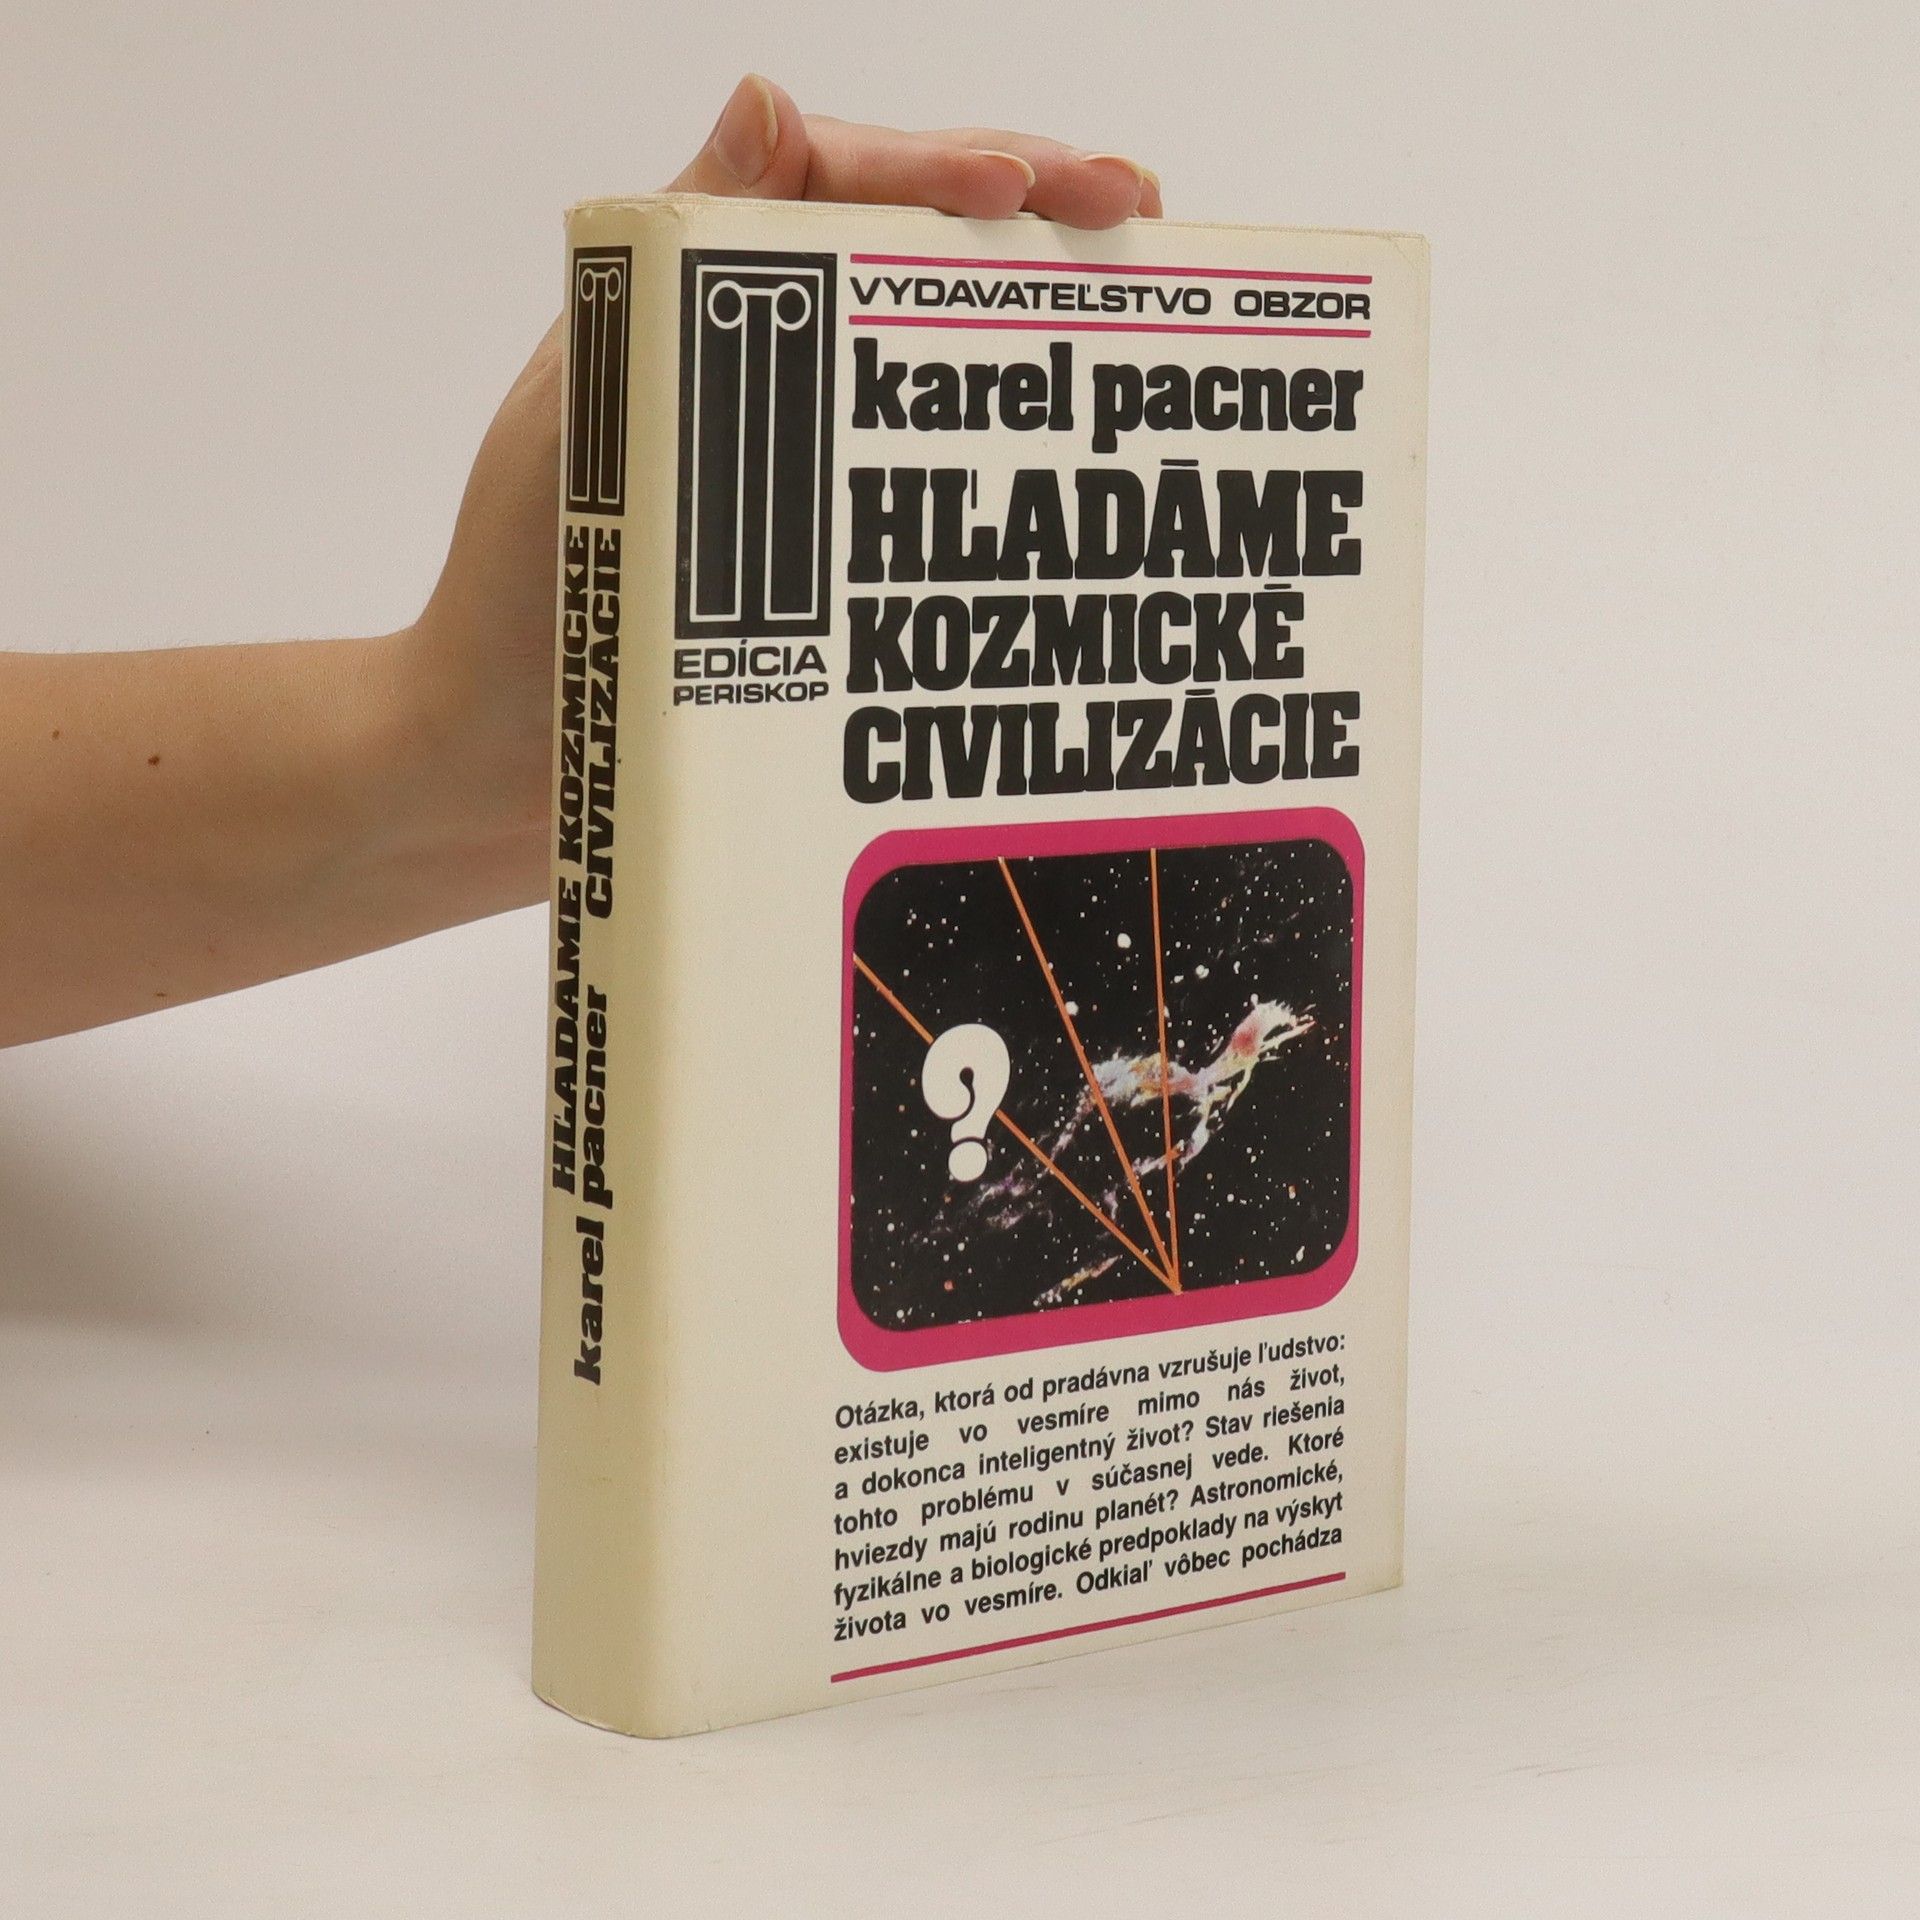 VYDAVATEĽSTVO OBZOR
karel pacner
HĽADÁME
KOZMICKÉ
CIVILIZÁCIE
EDÍCIA
PERISKOP
?
Otázka, ktorá od pradávna vzrušuje ľudstvo:
existuje vo vesmíre mimo nás život,
a dokonca inteligentný život? Stav riešenia
tohto problému v súčasnej vede. Ktoré
hviezdy majú rodinu planét? Astronomické,
fyzikálne a biologické predpoklady na výskyt
života vo vesmíre. Odkiaľ vôbec pochádza
HĽADÁME KOZMICKÉ
CIVILIZÁCIE
karel pacner